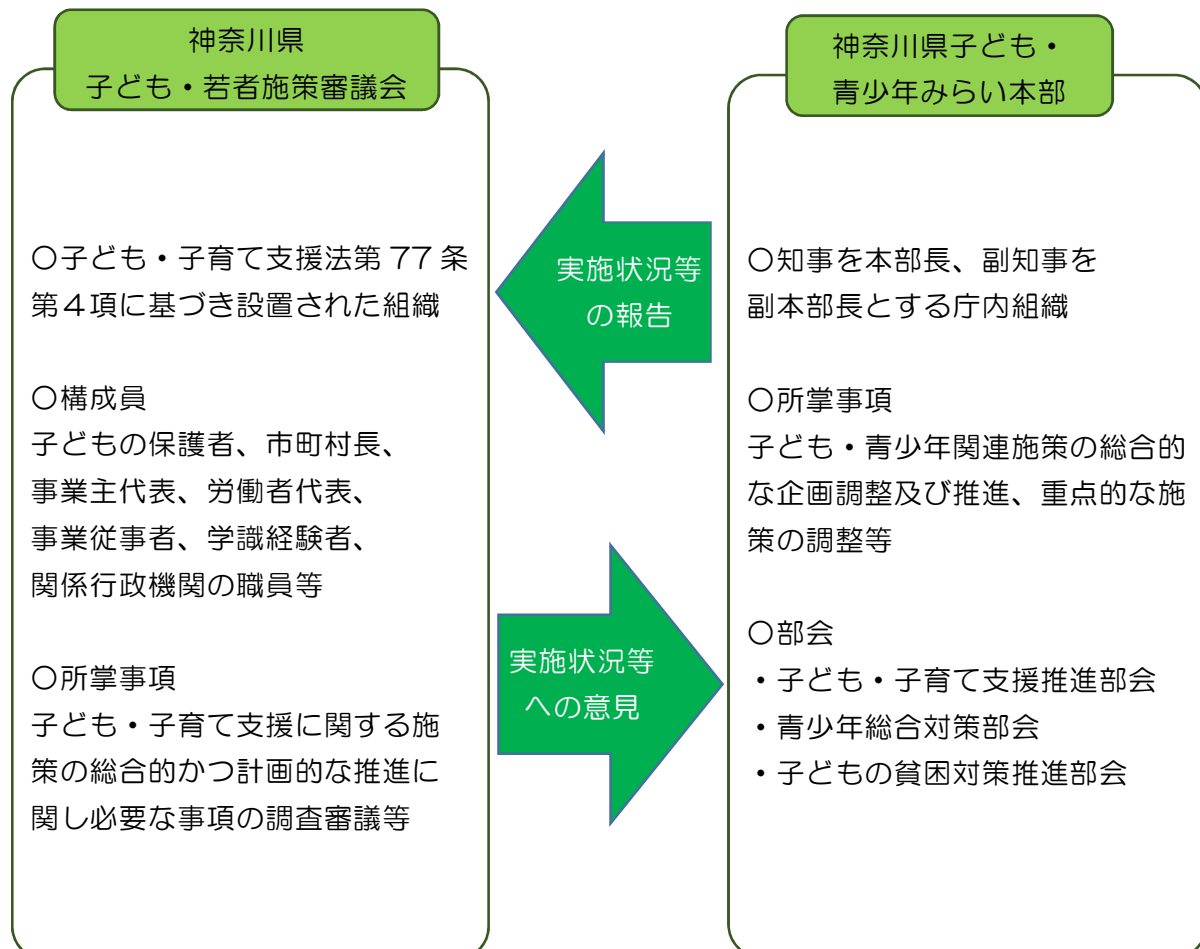 神奈川県
子ども・若者施策審議会
〇子ども・子育て支援法第 77 条
第４項に基づき設置された組織
〇構成員
子どもの保護者、市町村長、
事業主代表、労働者代表、
事業従事者、学識経験者、
関係行政機関の職員等
〇所掌事項
子ども・子育て支援に関する施
策の総合的かつ計画的な推進に
関し必要な事項の調査審議等
実施状況等
の報告
実施状況等
への意見
神奈川県子ども・
青少年みらい本部
〇知事を本部長、副知事を
副本部長とする庁内組織
〇所掌事項
子ども・青少年関連施策の総合的
な企画調整及び推進、重点的な施
策の調整等
〇部会
・子ども・子育て支援推進部会
・青少年総合対策部会
・子どもの貧困対策推進部会